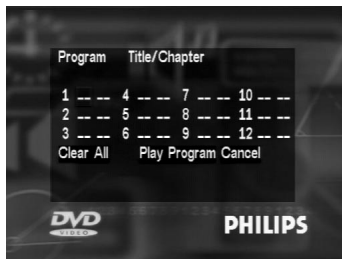 Program Title/Chapter
1 -- -- 4 -- -- 7 -- -- 10 -- --
2 -- -- 5 -- -- 8 -- -- 11 -- --
3 -- -- 6 -- -- 9 -- -- 12 -- --
Clear All Play Program Cancel
DVD
VIDEO
PHILIPS